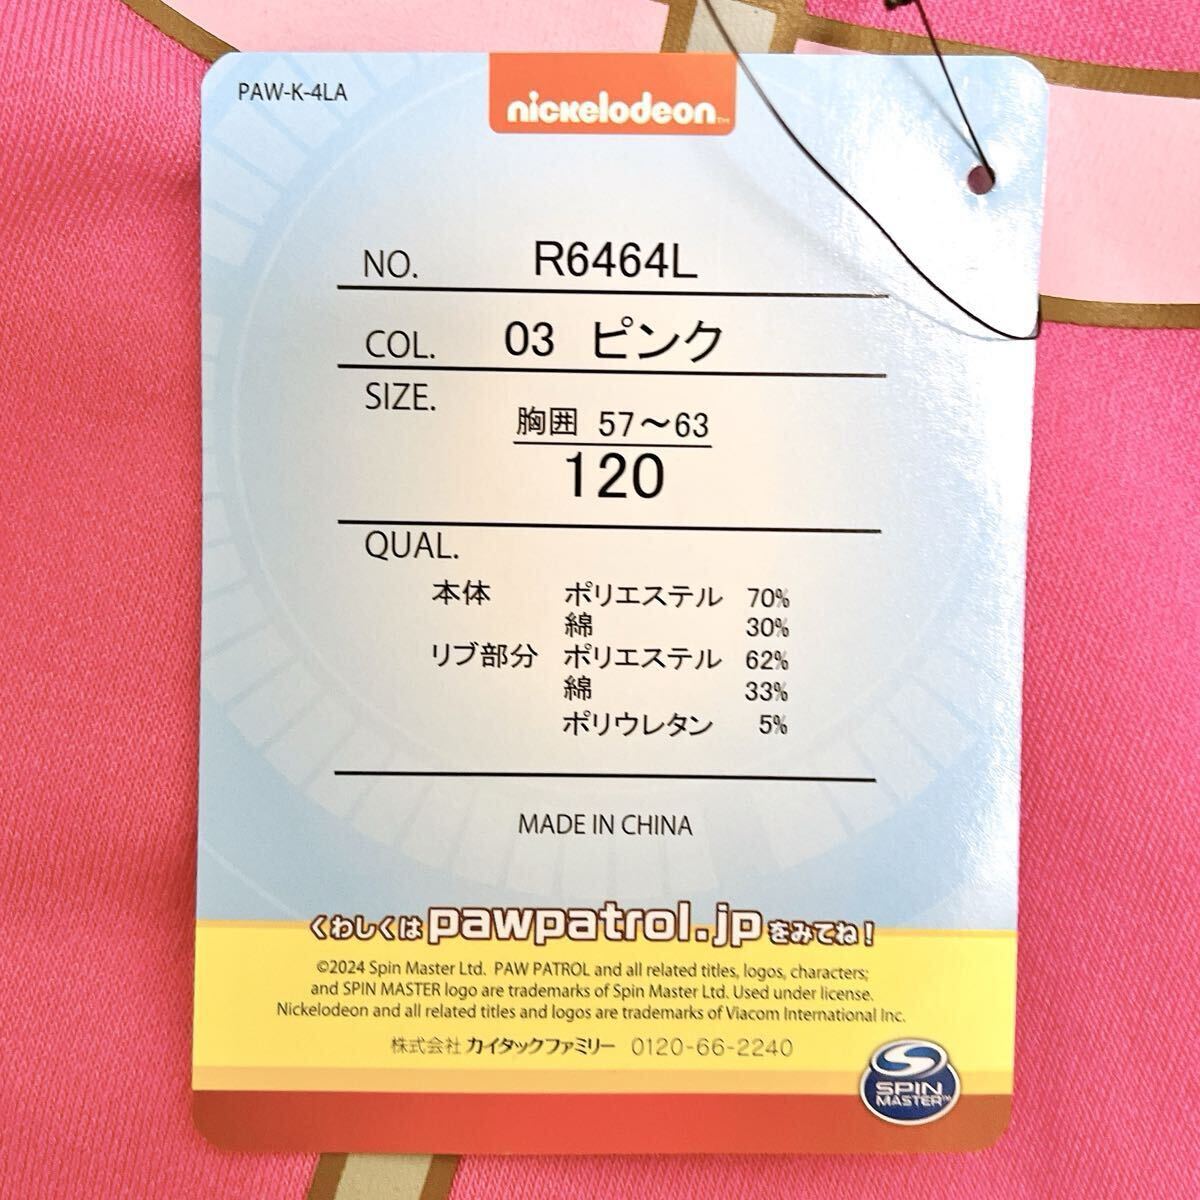 PAW-K-4LA
nickelodeon™
NO. R6464L
COL. 03 ピンク
SIZE.
胸囲 57～63
120
QUAL.
本体 ポリエステル 70%
綿 30%
リブ部分 ポリエステル 62%
綿 33%
ポリウレタン 5%
MADE IN CHINA
くわしくはpawpatrol.jpをみてね！
©2024 Spin Master Ltd. PAW PATROL and all related titles, logos, characters;
and SPIN MASTER logo are trademarks of Spin Master Ltd. Used under license.
Nickelodeon and all related titles and logos are trademarks of Viacom International Inc.
株式会社 カイタックファミリー 0120-66-2240
SPIN
MASTER™